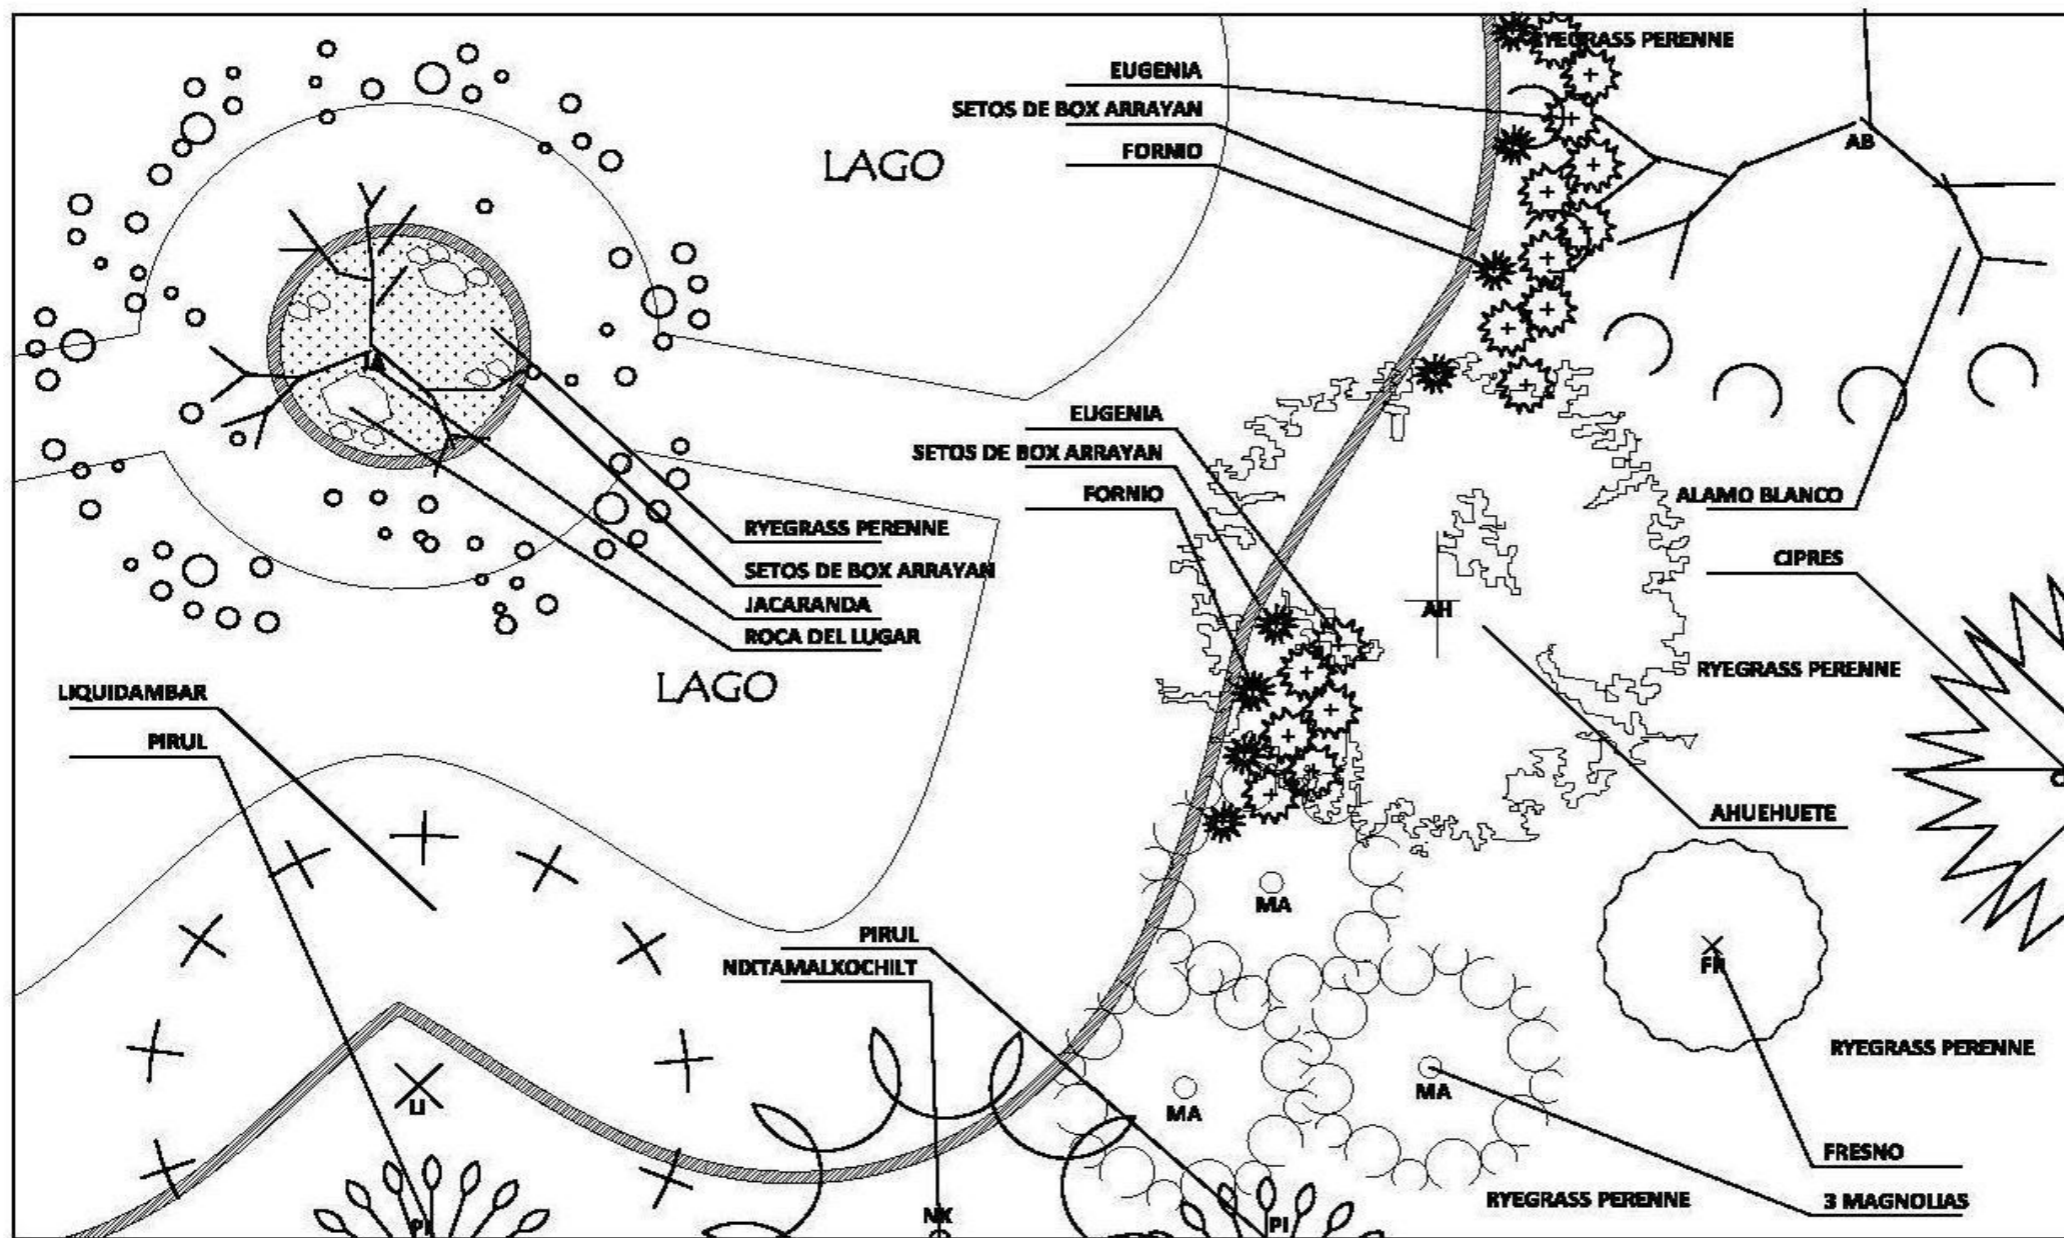 RYEGRASS PERENNE
EUGENIA
SETOS DE BOX ARRAYAN
FORNIO
LAGO
AB
JA
EUGENIA
SETOS DE BOX ARRAYAN
FORNIO
ALAMO BLANCO
CIPRES
RYEGRASS PERENNE
SETOS DE BOX ARRAYAN
JACARANDA
ROCA DEL LUGAR
AH
RYEGRASS PERENNE
LAGO
LIQUIDAMBAR
PIRUL
AHUEHUETE
MA
PIRUL
NIXTAMALXOCHILT
FR
RYEGRASS PERENNE
LI
MA
MA
FRESNO
RYEGRASS PERENNE
3 MAGNOLIAS
PI
NX
PI